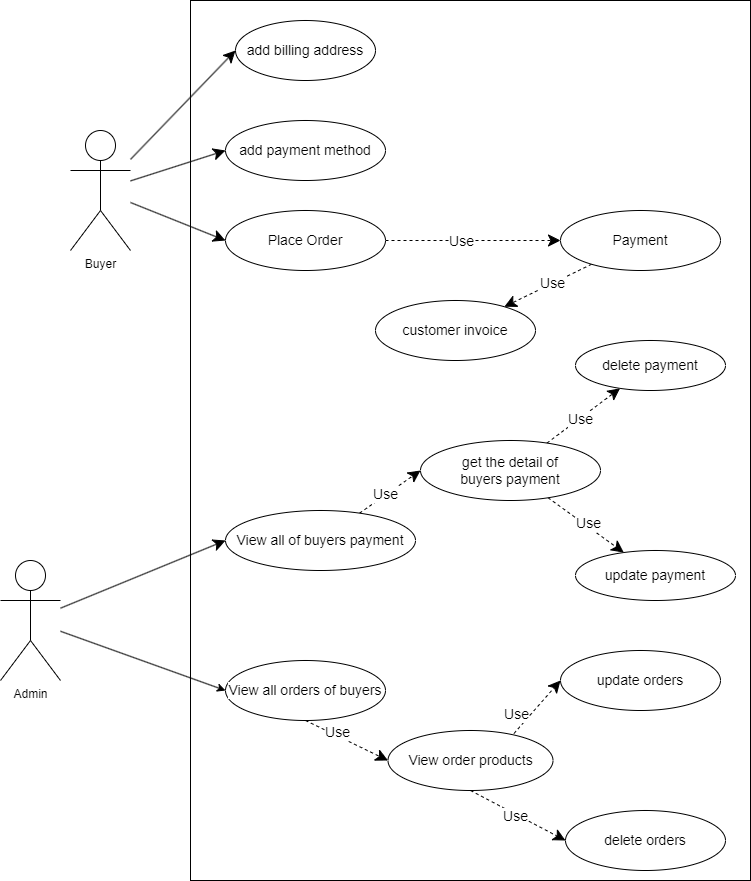 add billing address
add payment method
Buyer
Place Order
Use
Payment
Use
customer invoice
delete payment
Use
get the detail of
buyers payment
Use
Use
View all of buyers payment
update payment
Admin
View all orders of buyers
update orders
Use
Use
View order products
Use
delete orders